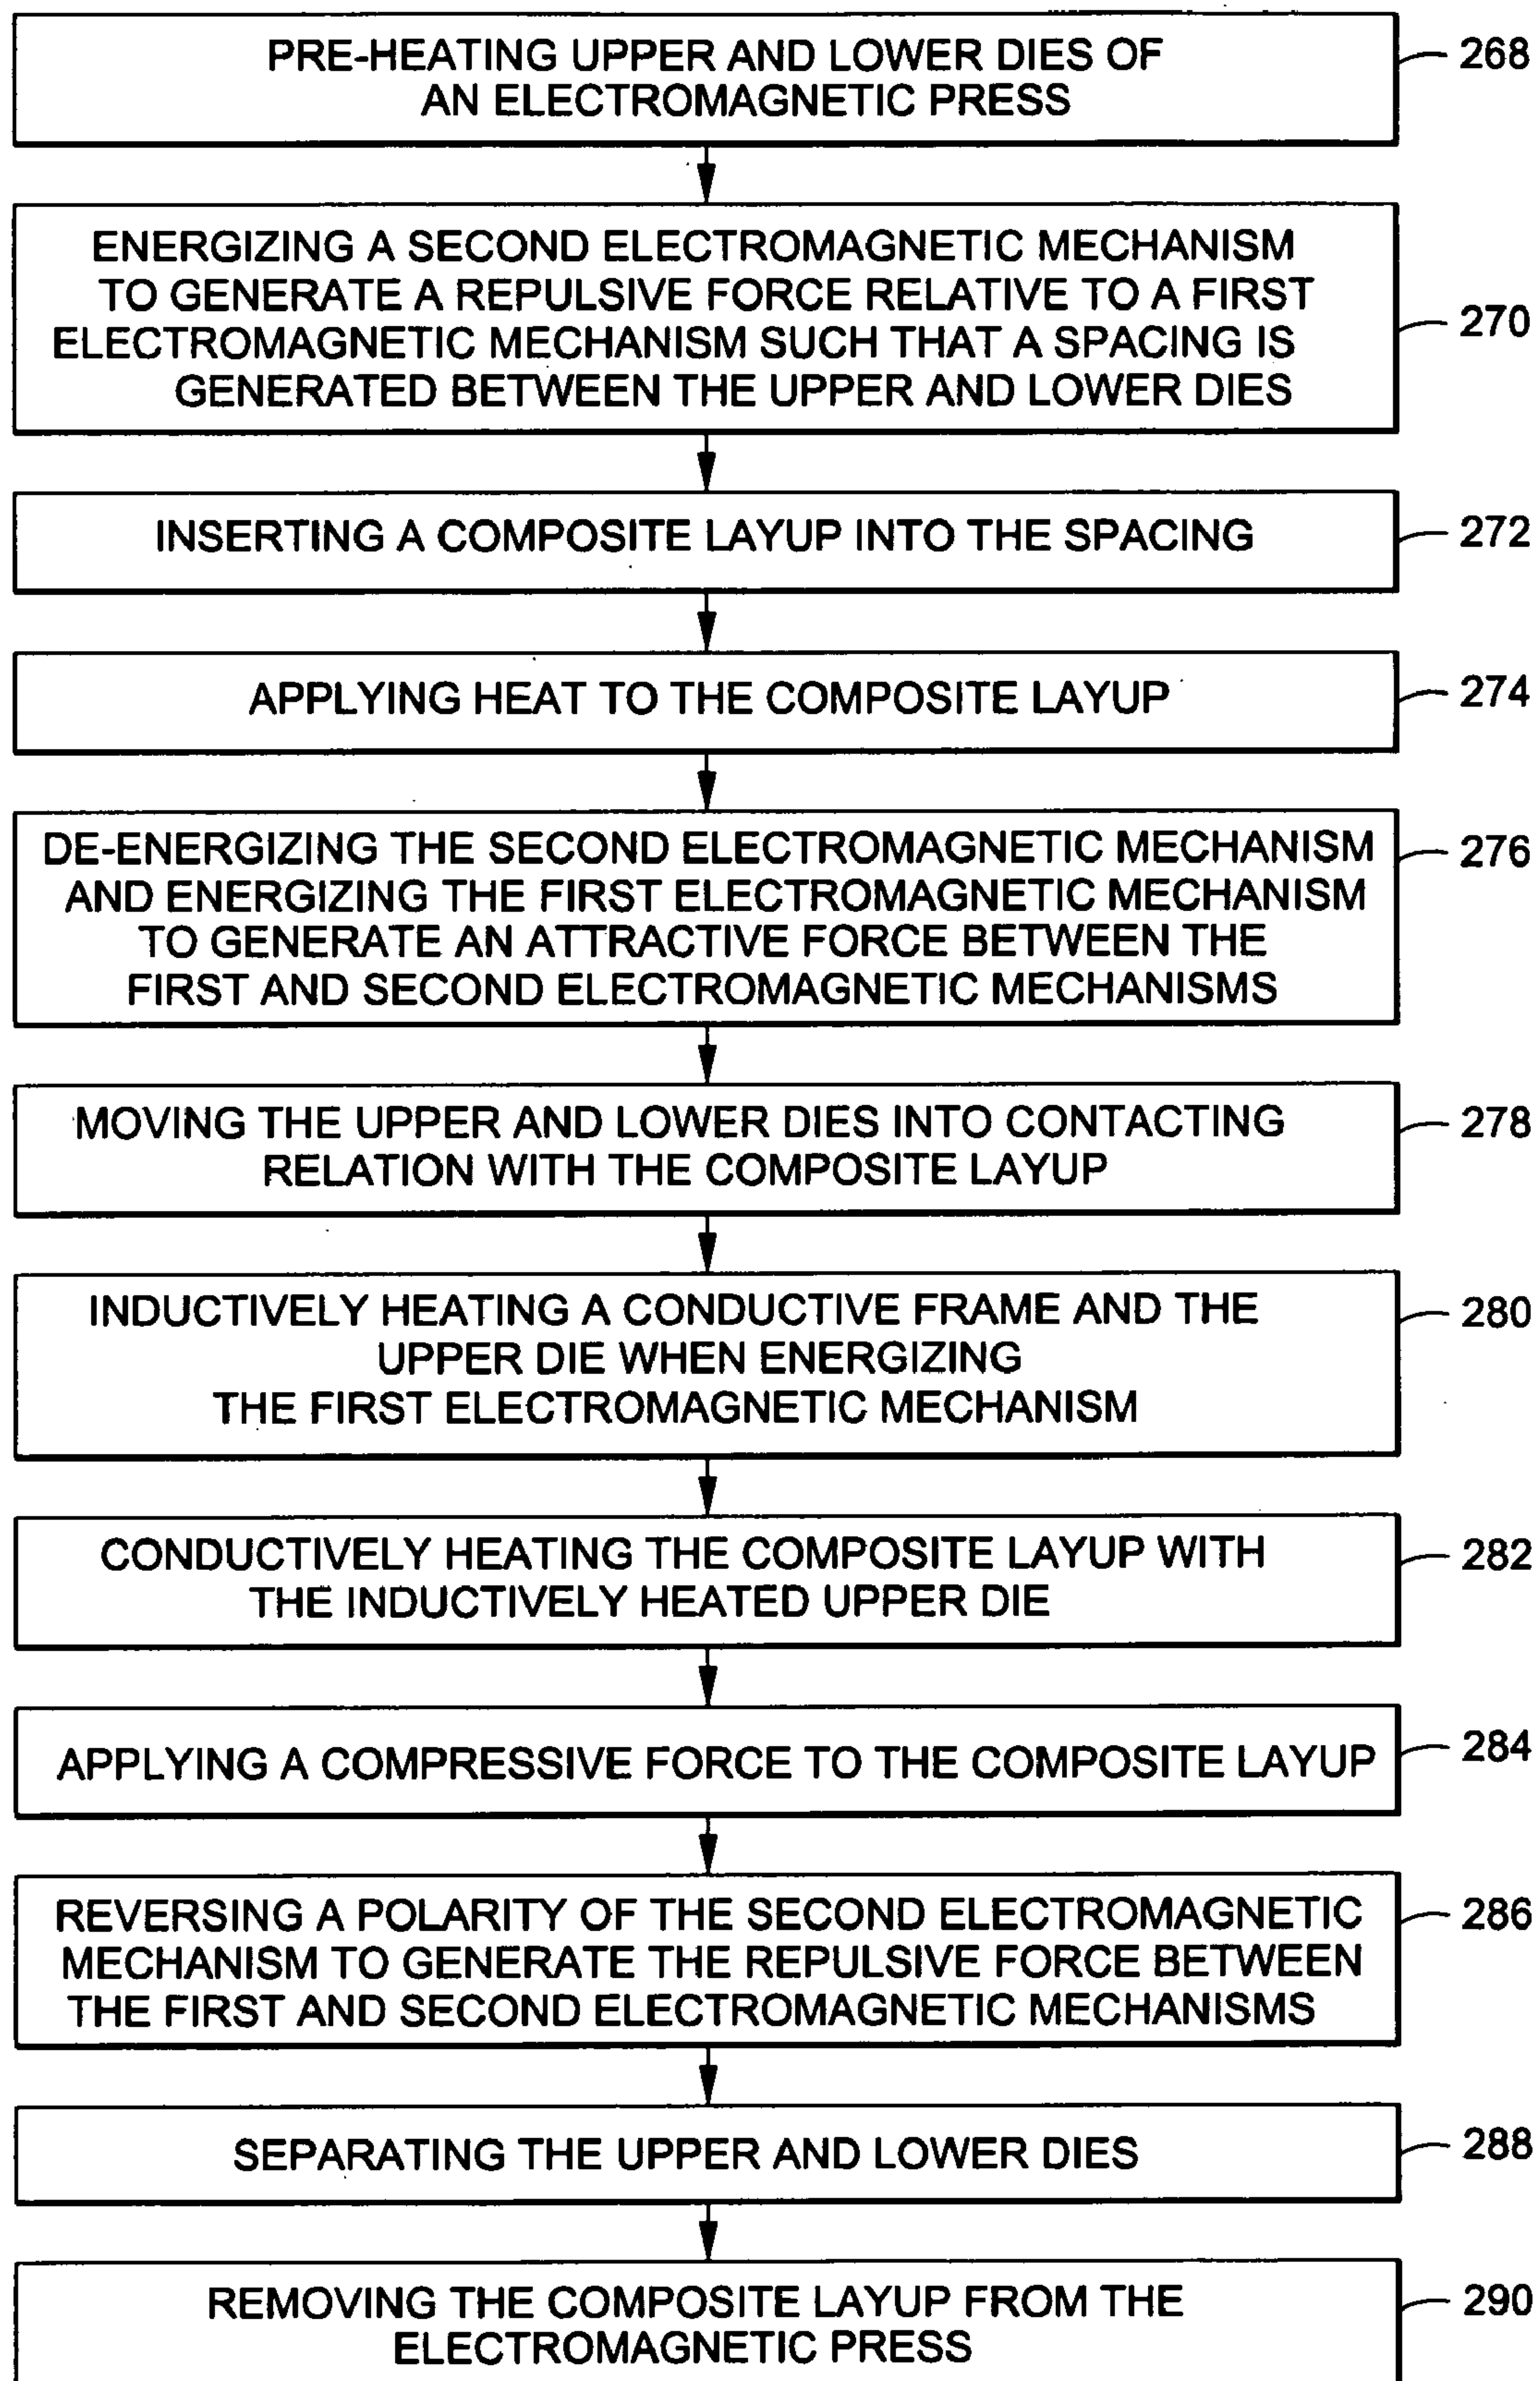 PRE-HEATING UPPER AND LOWER DIES OF
AN ELECTROMAGNETIC PRESS
268
ENERGIZING A SECOND ELECTROMAGNETIC MECHANISM
TO GENERATE A REPULSIVE FORCE RELATIVE TO A FIRST
ELECTROMAGNETIC MECHANISM SUCH THAT A SPACING IS
GENERATED BETWEEN THE UPPER AND LOWER DIES
270
INSERTING A COMPOSITE LAYUP INTO THE SPACING
272
APPLYING HEAT TO THE COMPOSITE LAYUP
274
DE-ENERGIZING THE SECOND ELECTROMAGNETIC MECHANISM
AND ENERGIZING THE FIRST ELECTROMAGNETIC MECHANISM
TO GENERATE AN ATTRACTIVE FORCE BETWEEN THE
FIRST AND SECOND ELECTROMAGNETIC MECHANISMS
276
MOVING THE UPPER AND LOWER DIES INTO CONTACTING
RELATION WITH THE COMPOSITE LAYUP
278
INDUCTIVELY HEATING A CONDUCTIVE FRAME AND THE
UPPER DIE WHEN ENERGIZING
THE FIRST ELECTROMAGNETIC MECHANISM
280
CONDUCTIVELY HEATING THE COMPOSITE LAYUP WITH
THE INDUCTIVELY HEATED UPPER DIE
282
APPLYING A COMPRESSIVE FORCE TO THE COMPOSITE LAYUP
284
REVERSING A POLARITY OF THE SECOND ELECTROMAGNETIC
MECHANISM TO GENERATE THE REPULSIVE FORCE BETWEEN
THE FIRST AND SECOND ELECTROMAGNETIC MECHANISMS
286
SEPARATING THE UPPER AND LOWER DIES
288
REMOVING THE COMPOSITE LAYUP FROM THE
ELECTROMAGNETIC PRESS
290